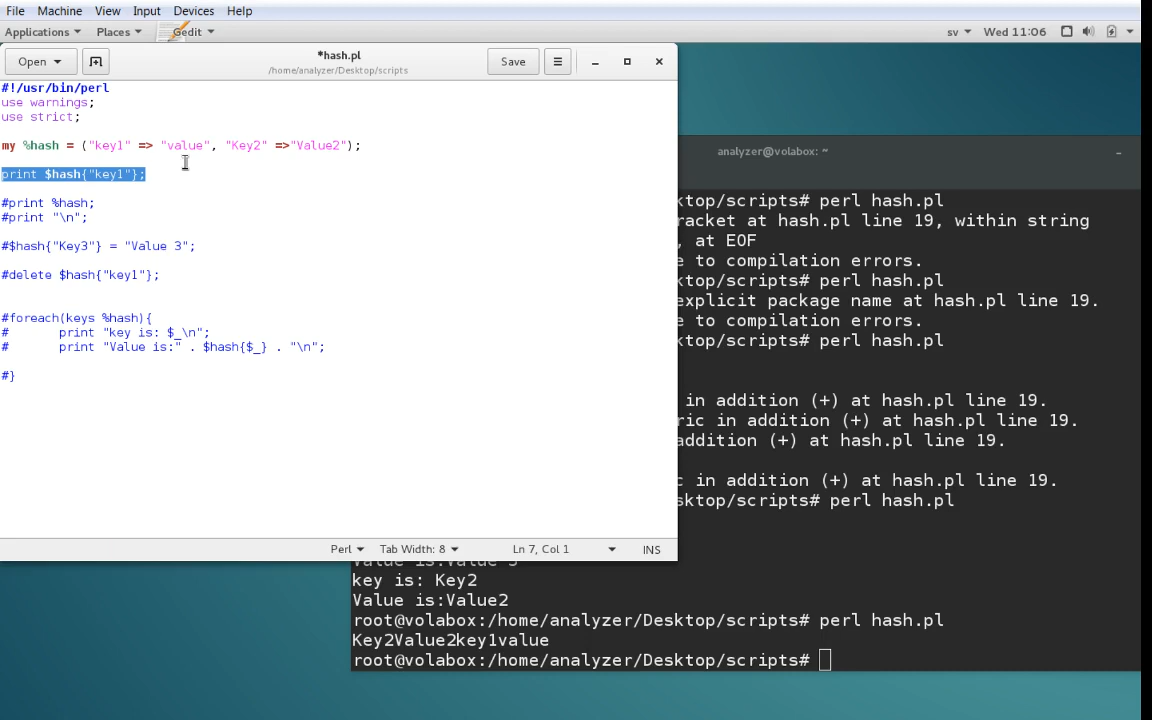 File Machine View Input Devices Help
Applications Places Gedit sv Wed 11:06
Open *hash.pl Save
/home/analyzer/Desktop/scripts
#!/usr/bin/perl
use warnings;
use strict;
my %hash = ("key1" => "value", "Key2" =>"Value2");
print $hash{"key1"};
#print %hash;
#print "\n";
#$hash{"Key3"} = "Value 3";
#delete $hash{"key1"};
#foreach(keys %hash){
# print "key is: $_\n";
# print "Value is:" . $hash{$_} . "\n";
#}
Perl Tab Width: 8 Ln 7, Col 1 INS
analyzer@volabox: ~
ktop/scripts# perl hash.pl
racket at hash.pl line 19, within string
, at EOF
e to compilation errors.
ktop/scripts# perl hash.pl
explicit package name at hash.pl line 19.
e to compilation errors.
ktop/scripts# perl hash.pl
in addition (+) at hash.pl line 19.
ric in addition (+) at hash.pl line 19.
addition (+) at hash.pl line 19.
c in addition (+) at hash.pl line 19.
sktop/scripts# perl hash.pl
Value is:Value 3
key is: Key2
Value is:Value2
root@volabox:/home/analyzer/Desktop/scripts# perl hash.pl
Key2Value2key1value
root@volabox:/home/analyzer/Desktop/scripts#